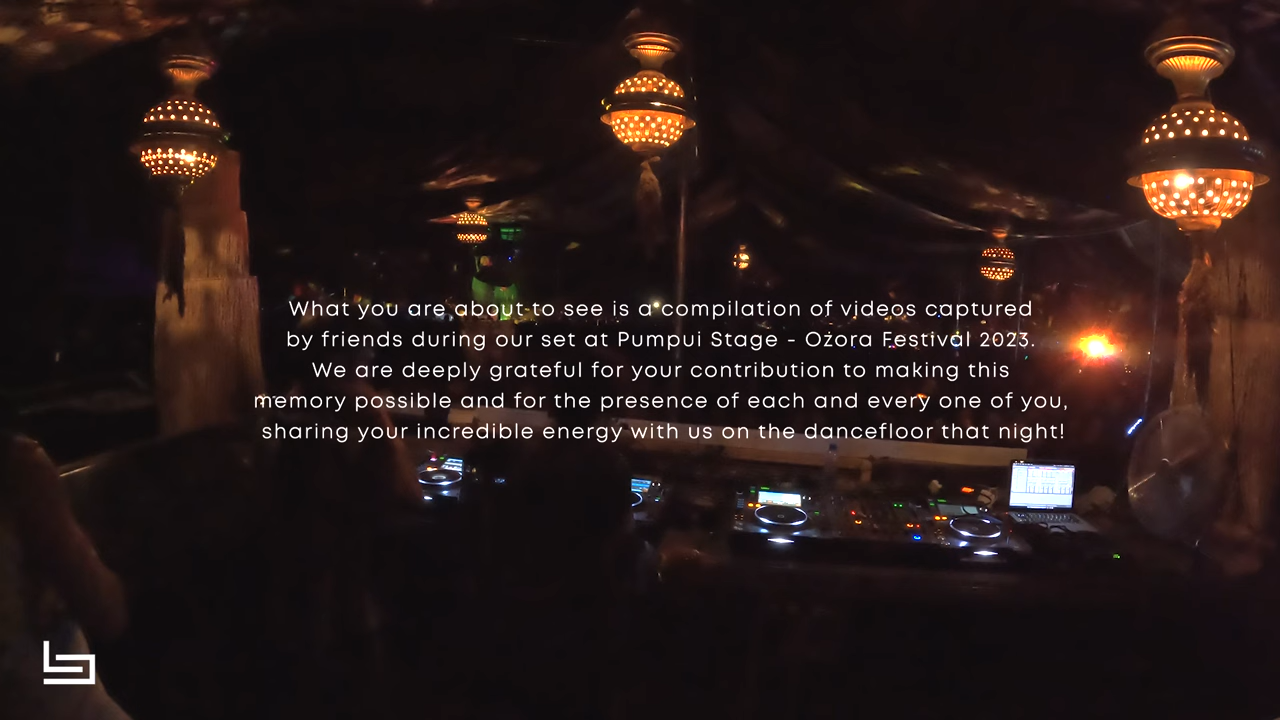 What you are about to see is a compilation of videos captured
by friends during our set at Pumpui Stage - Ozora Festival 2023.
We are deeply grateful for your contribution to making this
memory possible and for the presence of each and every one of you,
sharing your incredible energy with us on the dancefloor that night!